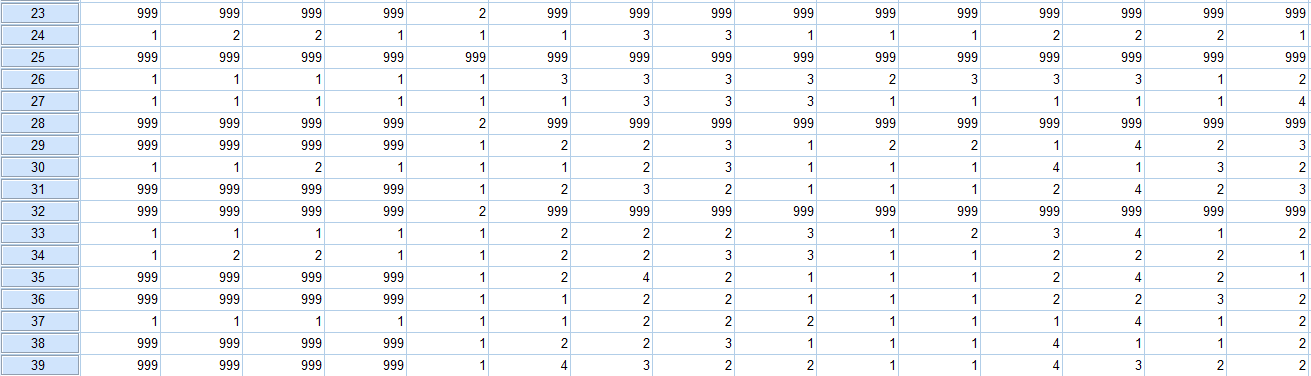 23 999 999 999 999 2 999 999 999 999 999 999 999 999 999 999
24 1 2 2 1 1 1 3 3 1 1 1 2 2 2 1
25 999 999 999 999 999 999 999 999 999 999 999 999 999 999 999
26 1 1 1 1 1 3 3 3 3 2 3 3 3 1 2
27 1 1 1 1 1 1 3 3 3 1 1 1 1 1 4
28 999 999 999 999 2 999 999 999 999 999 999 999 999 999 999
29 999 999 999 999 1 2 2 3 1 2 2 1 4 2 3
30 1 1 2 1 1 1 2 3 1 1 1 4 1 3 2
31 999 999 999 999 1 2 3 2 1 1 1 2 4 2 3
32 999 999 999 999 2 999 999 999 999 999 999 999 999 999 999
33 1 1 1 1 1 2 2 2 3 1 2 3 4 1 2
34 1 2 2 1 1 2 2 3 3 1 1 2 2 2 1
35 999 999 999 999 1 2 4 2 1 1 1 2 4 2 1
36 999 999 999 999 1 1 2 2 1 1 1 2 2 3 2
37 1 1 1 1 1 1 2 2 2 1 1 1 4 1 2
38 999 999 999 999 1 2 2 3 1 1 1 4 1 1 2
39 999 999 999 999 1 4 3 2 2 1 1 4 3 2 2